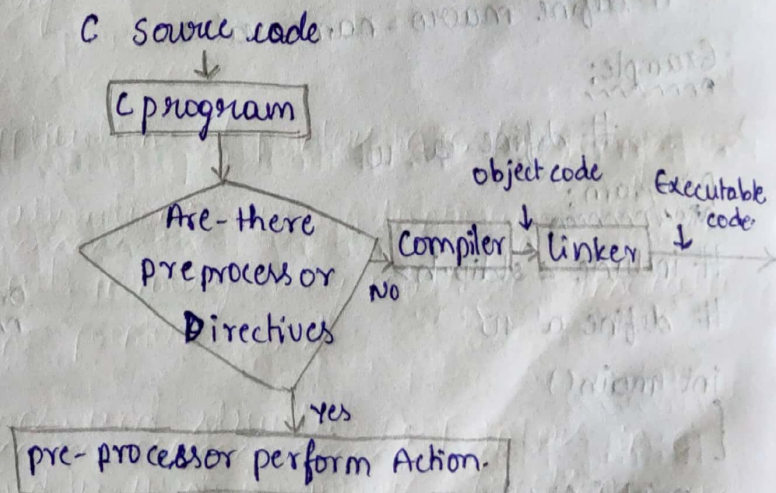 C source code
C program
Are-there
preprocessor
Directives
NO
Compiler
object code
Linker
Executable
code
yes
pre-processor perform Action.